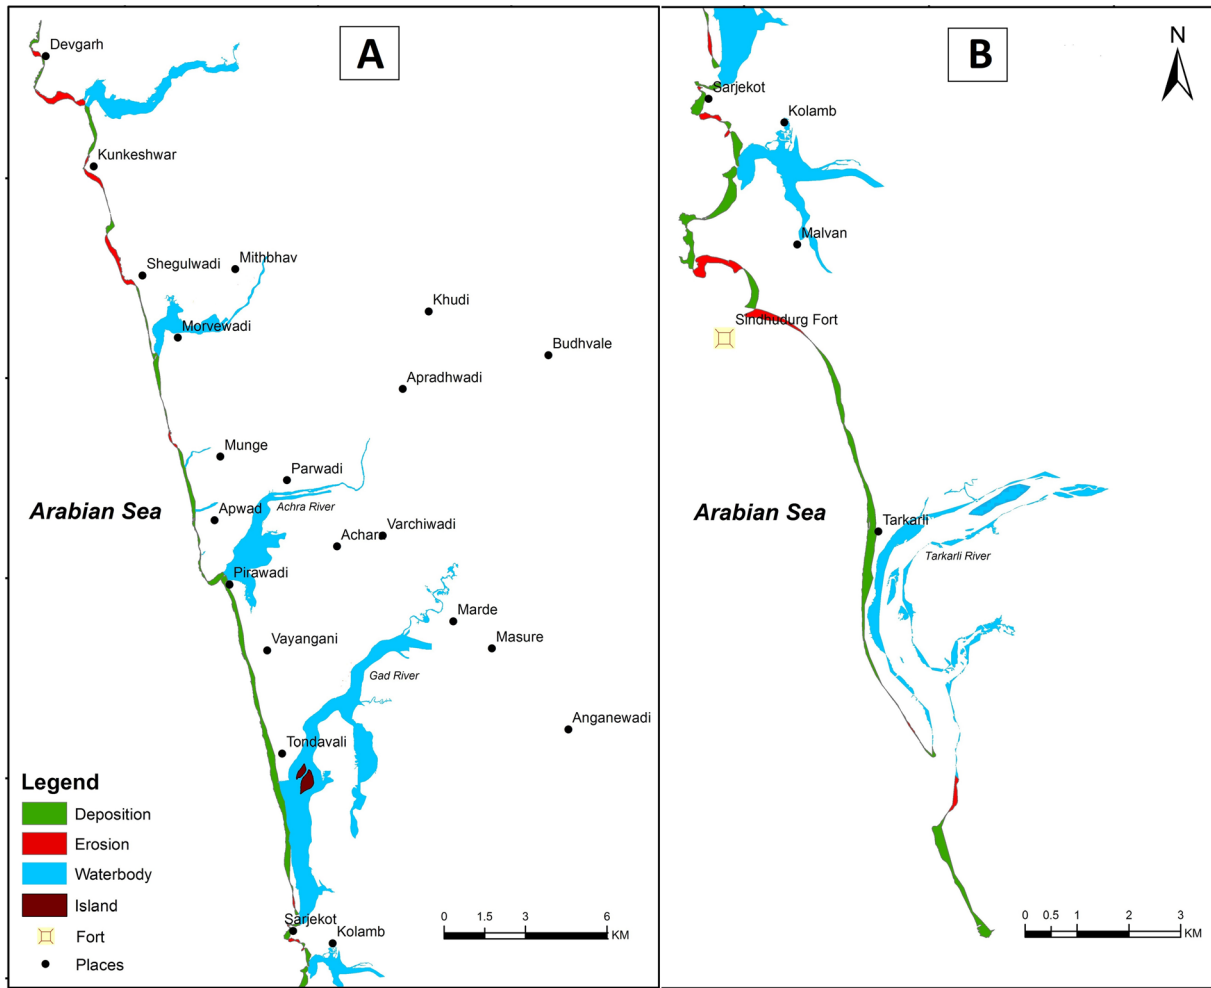 A
Devgarh
Kunkeshwar
Shegulwadi
Mithbhav
Khudi
Morvewadi
Budhvale
Apradhwadi
Munge
Parwadi
Achra River
Arabian Sea
Apwad
Achara
Varchiwadi
Pirawadi
Marde
Vayangani
Masure
Gad River
Anganewadi
Tondavali
Legend
Deposition
Erosion
Waterbody
Island
Fort
Places
Sarjekot
Kolamb
0 1.5 3 6
KM
B
N
Sarjekot
Kolamb
Malvan
Sindhudurg Fort
Arabian Sea
Tarkarli
Tarkarli River
0 0.5 1 2 3
KM